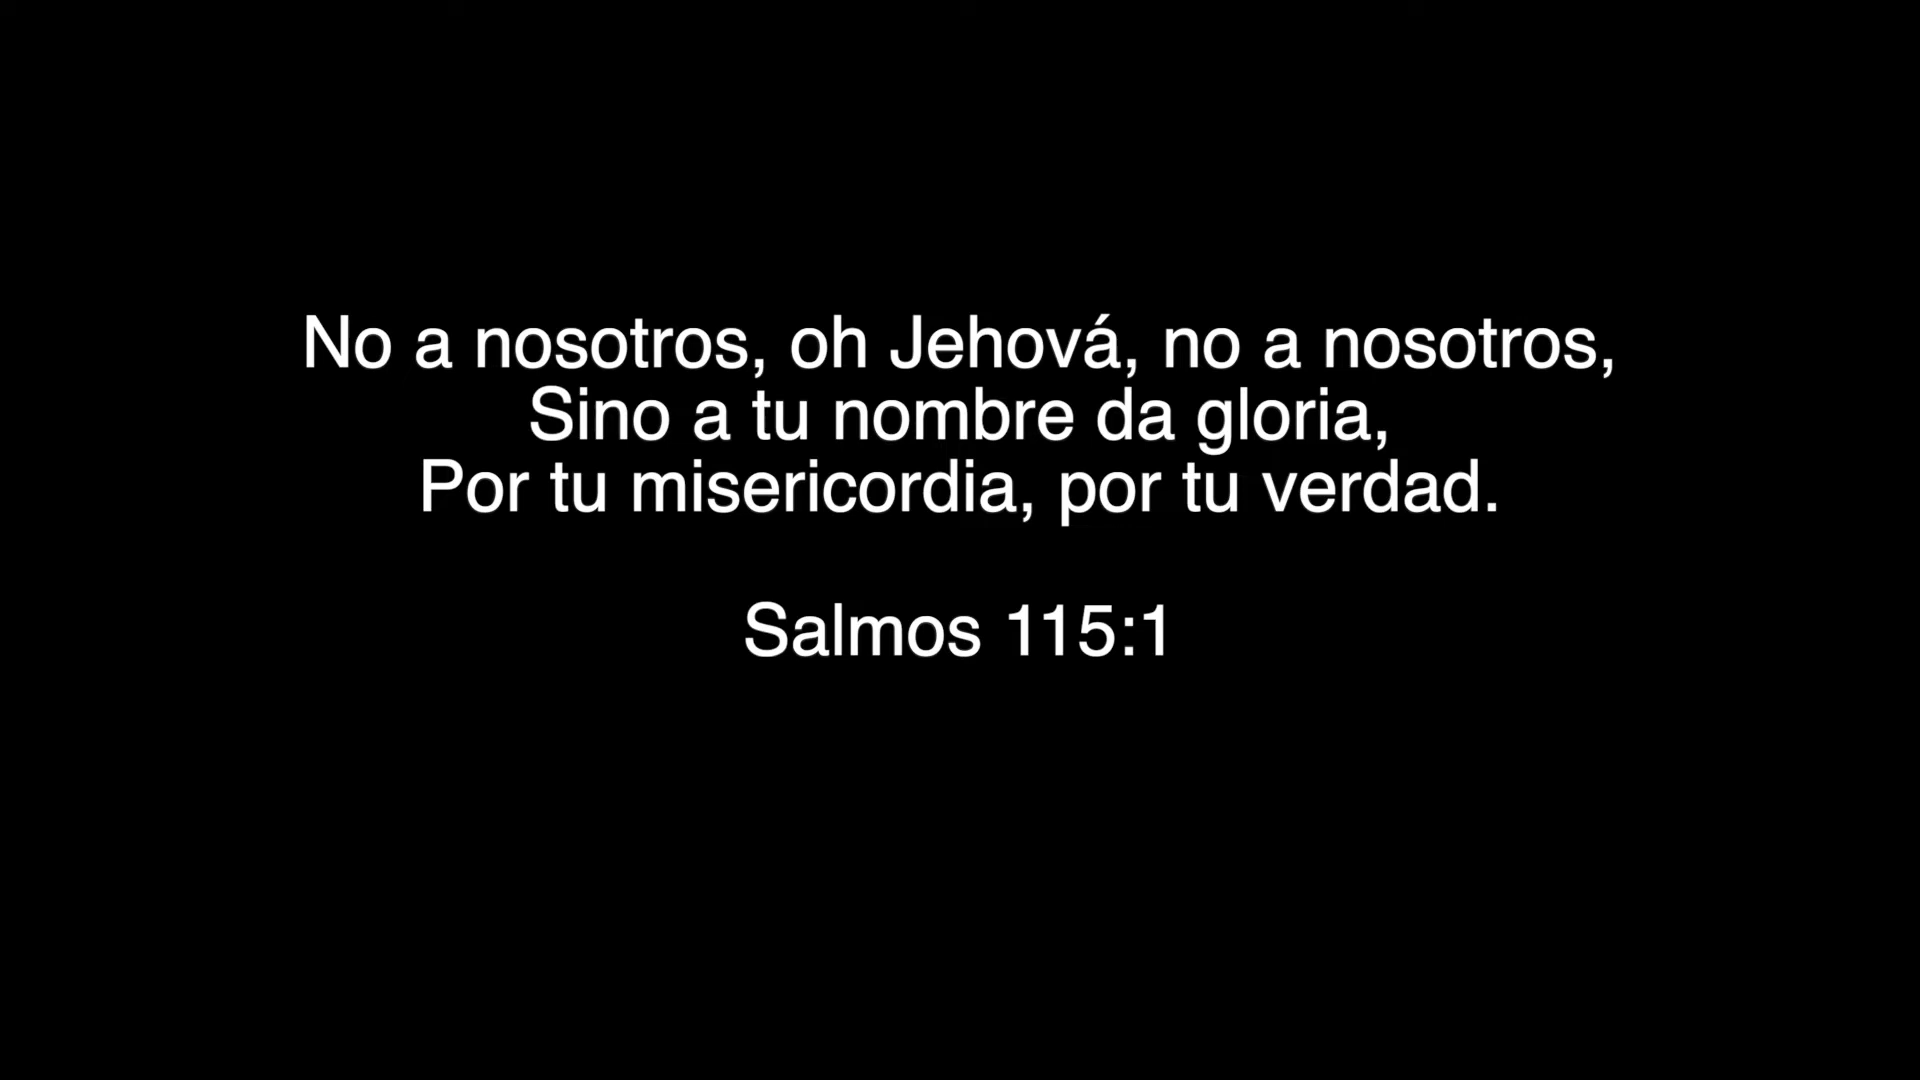 No a nosotros, oh Jehová, no a nosotros,
Sino a tu nombre da gloria,
Por tu misericordia, por tu verdad.
Salmos 115:1